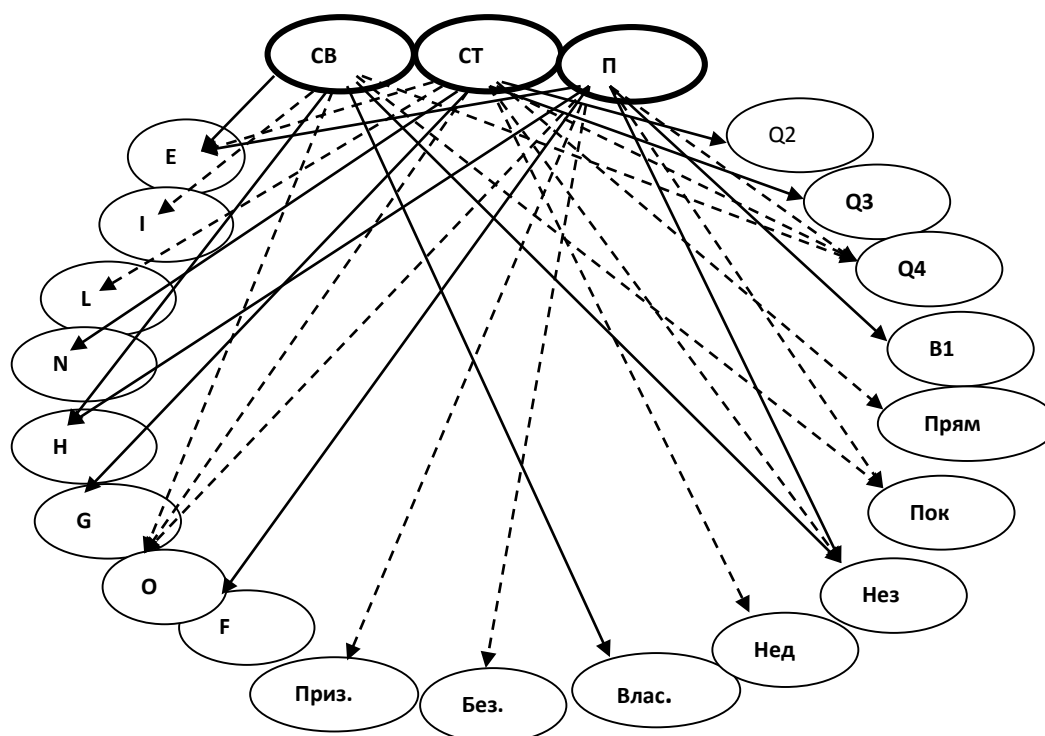 СВ
СТ
П
E
I
L
N
H
G
O
F
Приз.
Без.
Влас.
Нед
Нез
Пок
Прям
B1
Q4
Q3
Q2